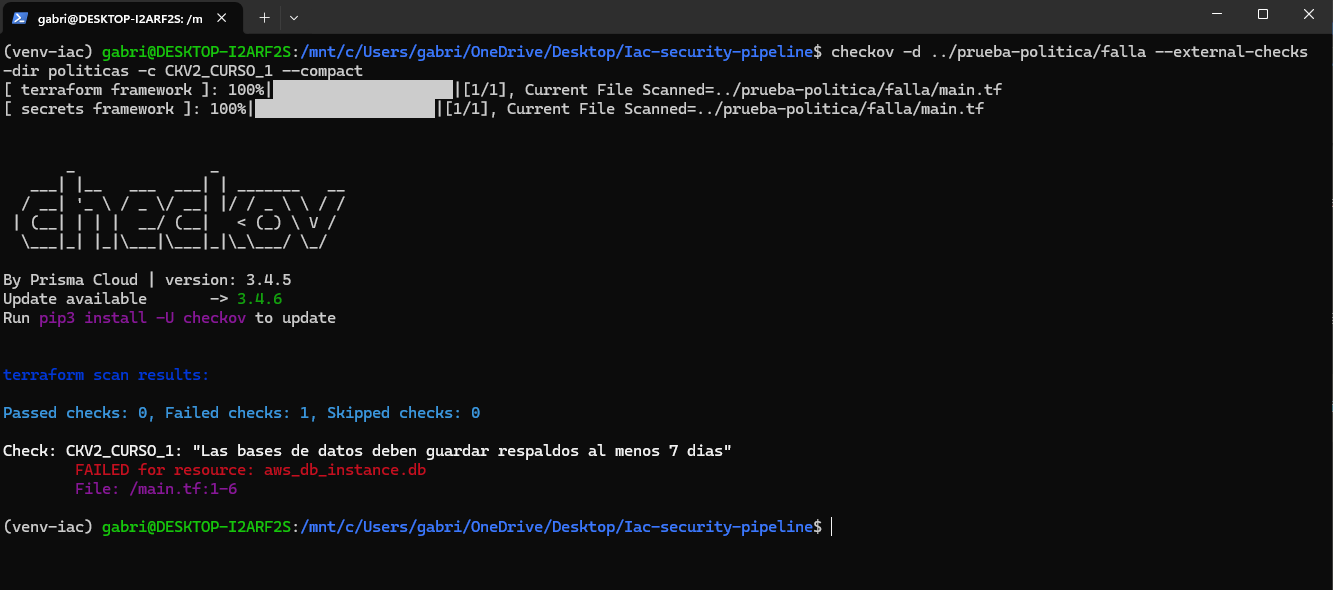 gabri@DESKTOP-I2ARF2S: /m
(venv-iac) gabri@DESKTOP-I2ARF2S:/mnt/c/Users/gabri/OneDrive/Desktop/Iac-security-pipeline$ checkov -d ../prueba-politica/falla --external-checks
-dir politicas -c CKV2_CURSO_1 --compact
[ terraform framework ]: 100%|████████████████████|[1/1], Current File Scanned=../prueba-politica/falla/main.tf
[ secrets framework ]: 100%|████████████████████|[1/1], Current File Scanned=../prueba-politica/falla/main.tf
checkov
By Prisma Cloud | version: 3.4.5
Update available -> 3.4.6
Run pip3 install -U checkov to update
terraform scan results:
Passed checks: 0, Failed checks: 1, Skipped checks: 0
Check: CKV2_CURSO_1: "Las bases de datos deben guardar respaldos al menos 7 dias"
FAILED for resource: aws_db_instance.db
File: /main.tf:1-6
(venv-iac) gabri@DESKTOP-I2ARF2S:/mnt/c/Users/gabri/OneDrive/Desktop/Iac-security-pipeline$